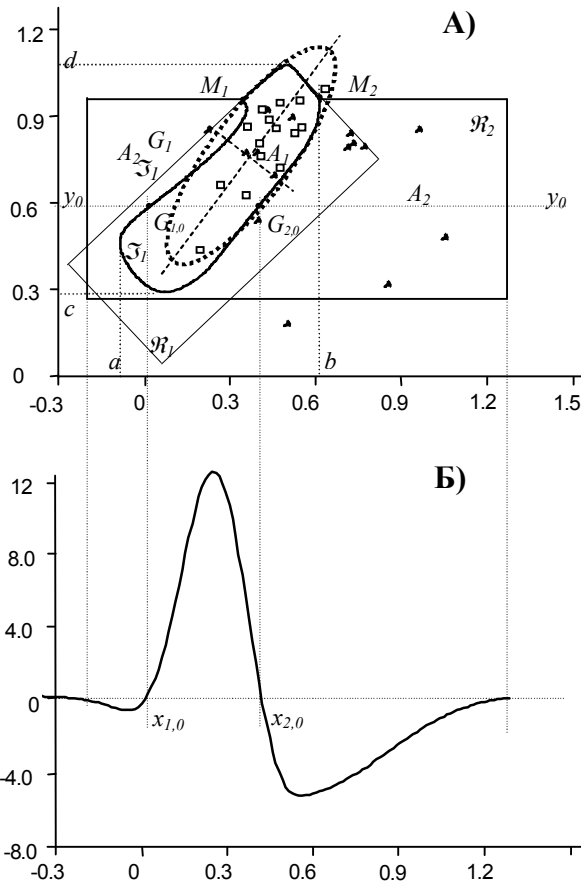 А)
1.2
d
M₁ M₂
0.9
G₁ ℜ₂
A₂ A₁
ℑ₁
y₀ A₂ y₀
0.6
G₁,₀ G₂,₀
ℑ₁
0.3
c
ℜ₁
a b
0
-0.3 0 0.3 0.6 0.9 1.2 1.5
Б)
12
8.0
4.0
0
x₁,₀ x₂,₀
-4.0
-8.0
-0.3 0 0.3 0.6 0.9 1.2